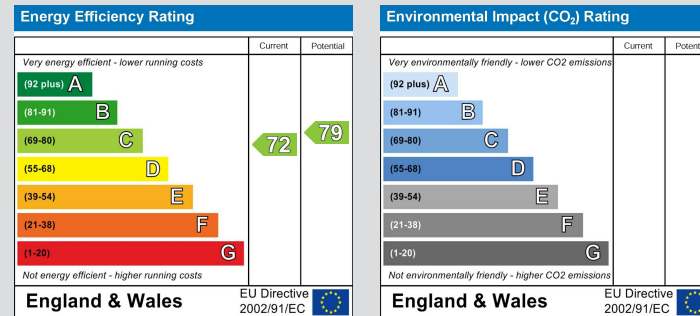 Energy Efficiency Rating
Current Potential
Very energy efficient - lower running costs
(92 plus) A
(81-91) B
(69-80) C
(55-68) D
(39-54) E
(21-38) F
(1-20) G
72
79
Not energy efficient - higher running costs
England & Wales
EU Directive
2002/91/EC
Environmental Impact (CO₂) Rating
Current Potent
Very environmentally friendly - lower CO2 emissions
(92 plus) A
(81-91) B
(69-80) C
(55-68) D
(39-54) E
(21-38) F
(1-20) G
Not environmentally friendly - higher CO2 emissions
England & Wales
EU Directive
2002/91/EC